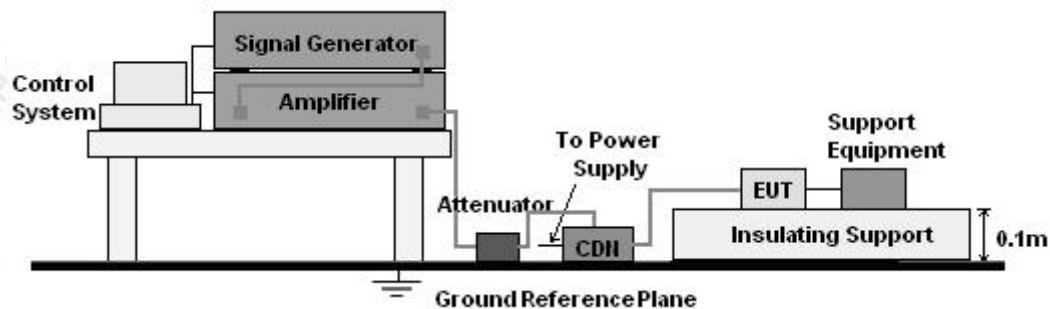 Signal Generator
Control
System
Amplifier
To Power
Supply
Support
Equipment
Attenuator
EUT
CDN
Insulating Support
0.1m
Ground Reference Plane